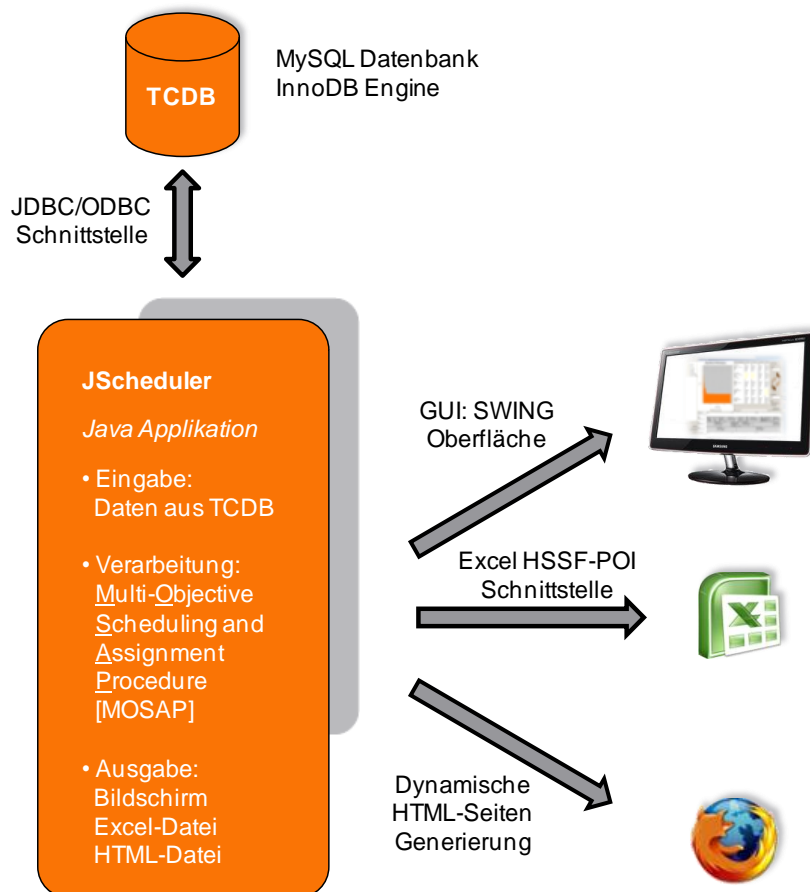 TCDB
MySQL Datenbank
InnoDB Engine
JDBC/ODBC
Schnittstelle
JScheduler
Java Applikation
• Eingabe:
Daten aus TCDB
• Verarbeitung:
Multi-Objective
Scheduling and
Assignment
Procedure
[MOSAP]
• Ausgabe:
Bildschirm
Excel-Datei
HTML-Datei
GUI: SWING
Oberfläche
SAMSUNG
Excel HSSF-POI
Schnittstelle
Dynamische
HTML-Seiten
Generierung